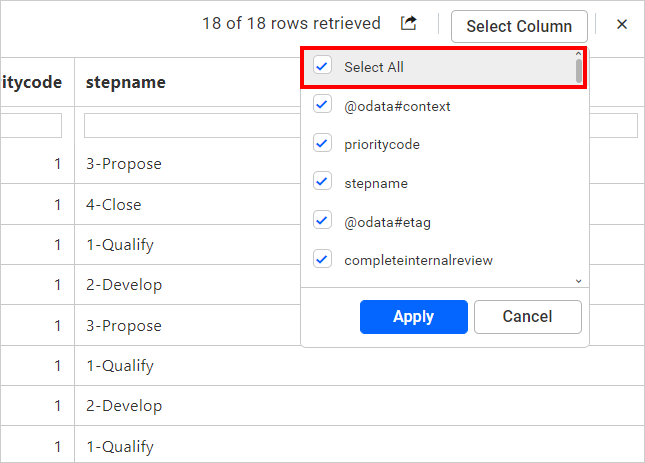 18 of 18 rows retrieved Select Column
itycode stepname
Select All
@odata#context
prioritycode
stepname
@odata#etag
completeinternalreview
Apply Cancel
1 3-Propose
1 4-Close
1 1-Qualify
1 2-Develop
1 3-Propose
1 1-Qualify
1 2-Develop
1 1-Qualify